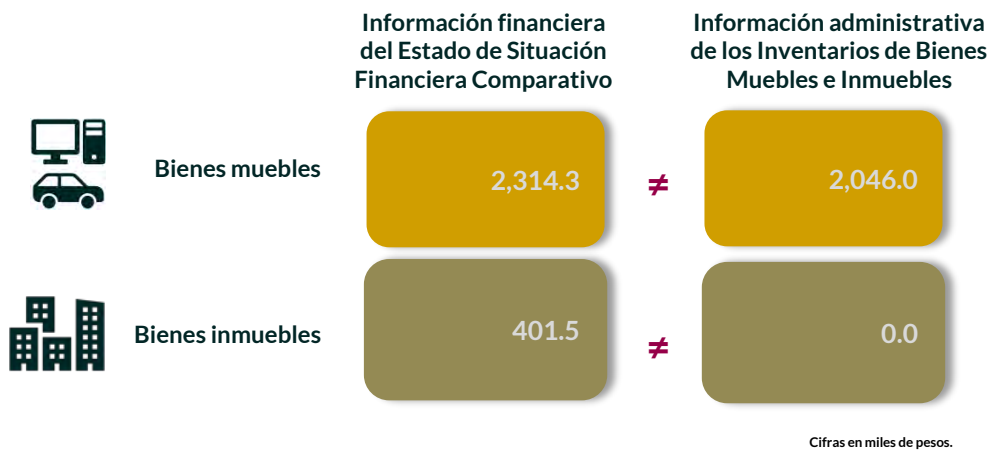 Información financiera
del Estado de Situación
Financiera Comparativo
Información administrativa
de los Inventarios de Bienes
Muebles e Inmuebles
Bienes muebles
2,314.3
≠
2,046.0
Bienes inmuebles
401.5
≠
0.0
Cifras en miles de pesos.